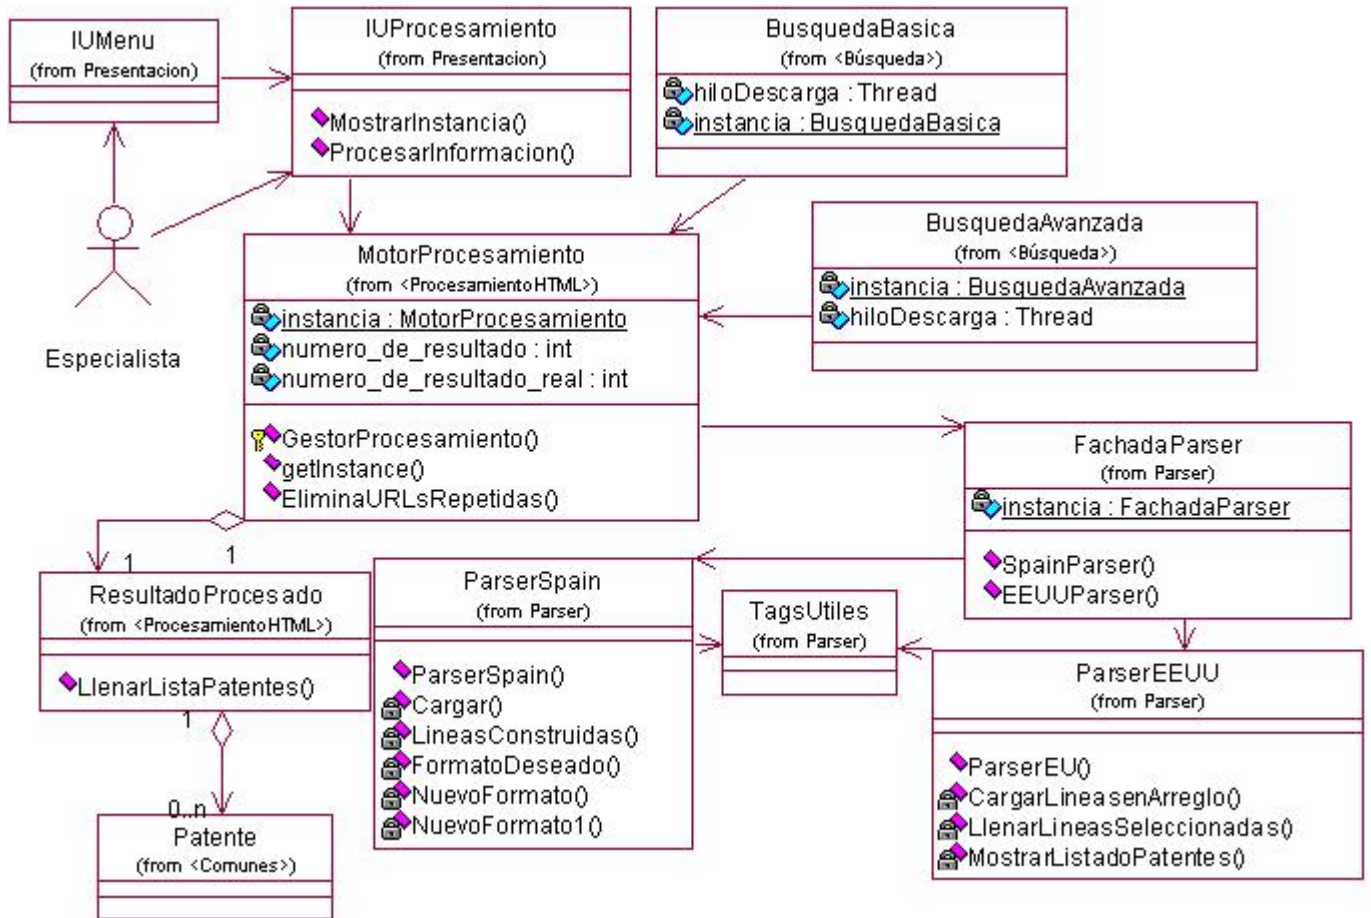 IUMenu
(from Presentacion)
IUProcesamiento
(from Presentacion)
MostrarInstancia()
ProcesarInformacion()
BusquedaBasica
(from <Búsqueda>)
hiloDescarga : Thread
instancia : BusquedaBasica
Especialista
MotorProcesamiento
(from <ProcesamientoHTML>)
instancia : MotorProcesamiento
numero_de_resultado : int
numero_de_resultado_real : int
GestorProcesamiento()
getInstance()
EliminaURLsRepetidas()
BusquedaAvanzada
(from <Búsqueda>)
instancia : BusquedaAvanzada
hiloDescarga : Thread
FachadaParser
(from Parser)
instancia : FachadaParser
SpainParser()
EEUUParser()
1
1
ResultadoProcesado
(from <ProcesamientoHTML>)
LlenarListaPatentes()
1
0..n
Patente
(from <Comunes>)
ParserSpain
(from Parser)
ParserSpain()
Cargar()
LineasConstruidas()
FormatoDeseado()
NuevoFormato()
NuevoFormato1()
TagsUtiles
(from Parser)
ParserEEUU
(from Parser)
ParserEU()
CargarLineasenArreglo()
LlenarLineasSeleccionadas()
MostrarListadoPatentes()